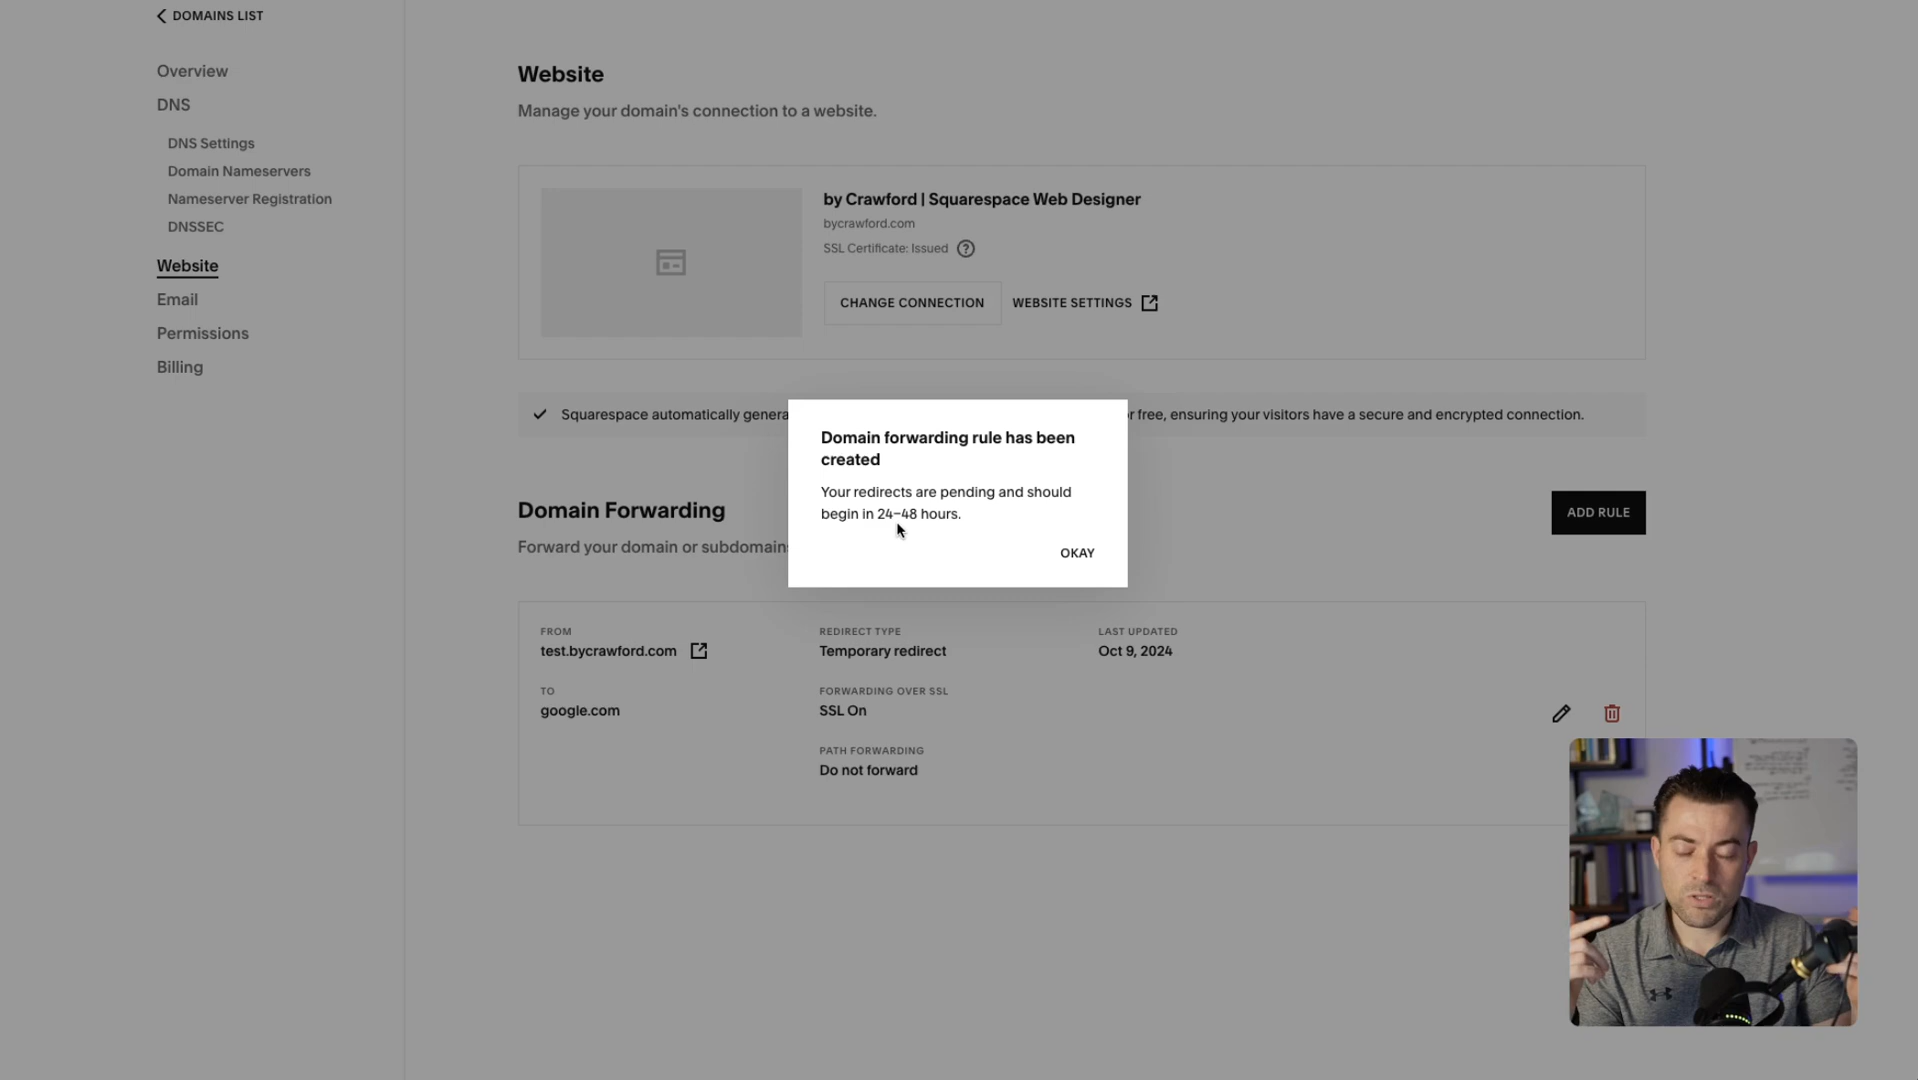 DOMAINS LIST
Overview
DNS
DNS Settings
Domain Nameservers
Nameserver Registration
DNSSEC
Website
Email
Permissions
Billing
Website
Manage your domain's connection to a website.
by Crawford | Squarespace Web Designer
bycrawford.com
SSL Certificate: Issued ?
CHANGE CONNECTION
WEBSITE SETTINGS
Squarespace automatically genera
r free, ensuring your visitors have a secure and encrypted connection.
Domain forwarding rule has been
created
Your redirects are pending and should
begin in 24–48 hours.
OKAY
Domain Forwarding
Forward your domain or subdomains
ADD RULE
FROM
test.bycrawford.com
TO
google.com
REDIRECT TYPE
Temporary redirect
FORWARDING OVER SSL
SSL On
PATH FORWARDING
Do not forward
LAST UPDATED
Oct 9, 2024